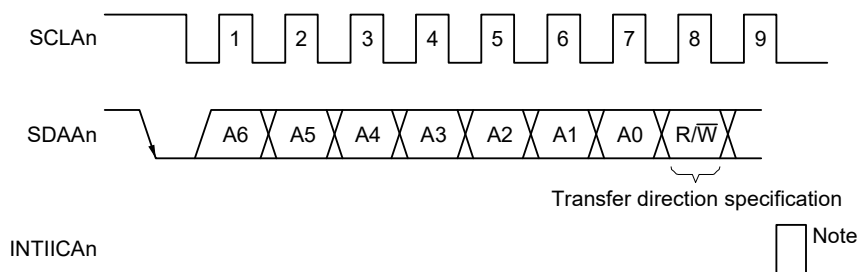 SCLAn 1 2 3 4 5 6 7 8 9
SDAAn A6 A5 A4 A3 A2 A1 A0 R/W̅
Transfer direction specification
INTIICAn Note